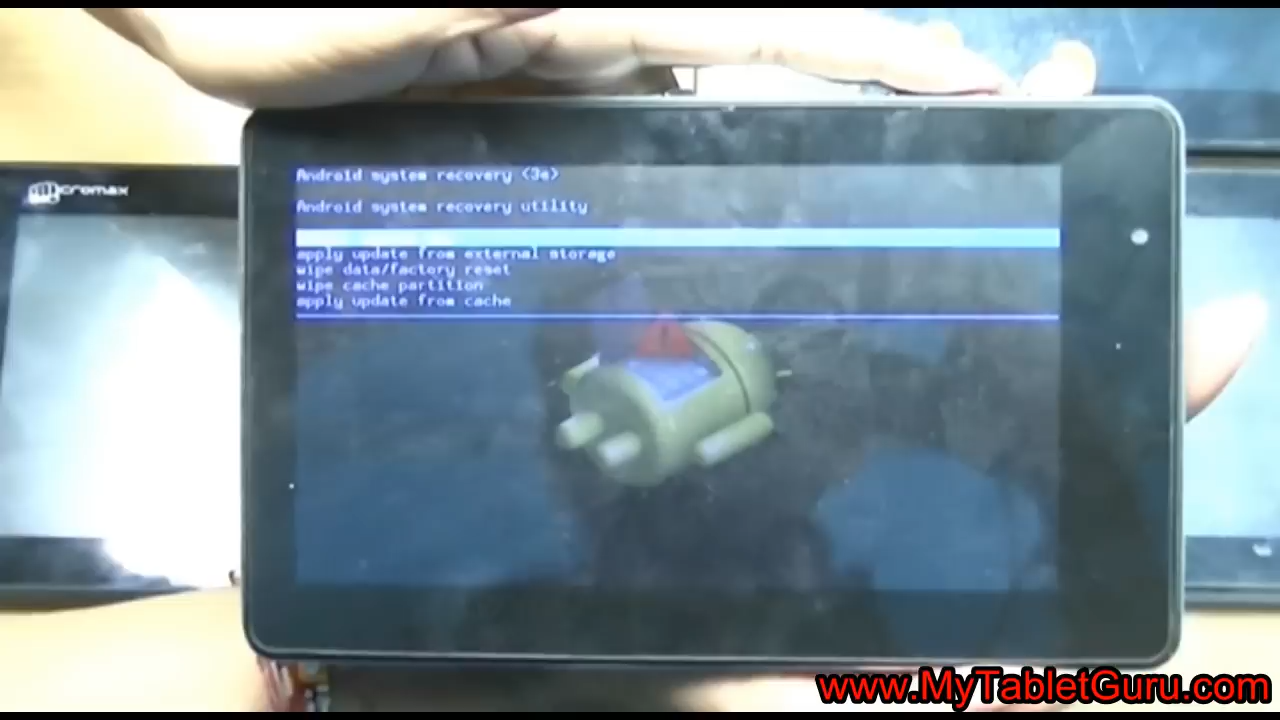 Android system recovery <3e>
Android system recovery utility
apply update from external storage
wipe data/factory reset
wipe cache partition
apply update from cache
micromax
www.MyTabletGuru.com